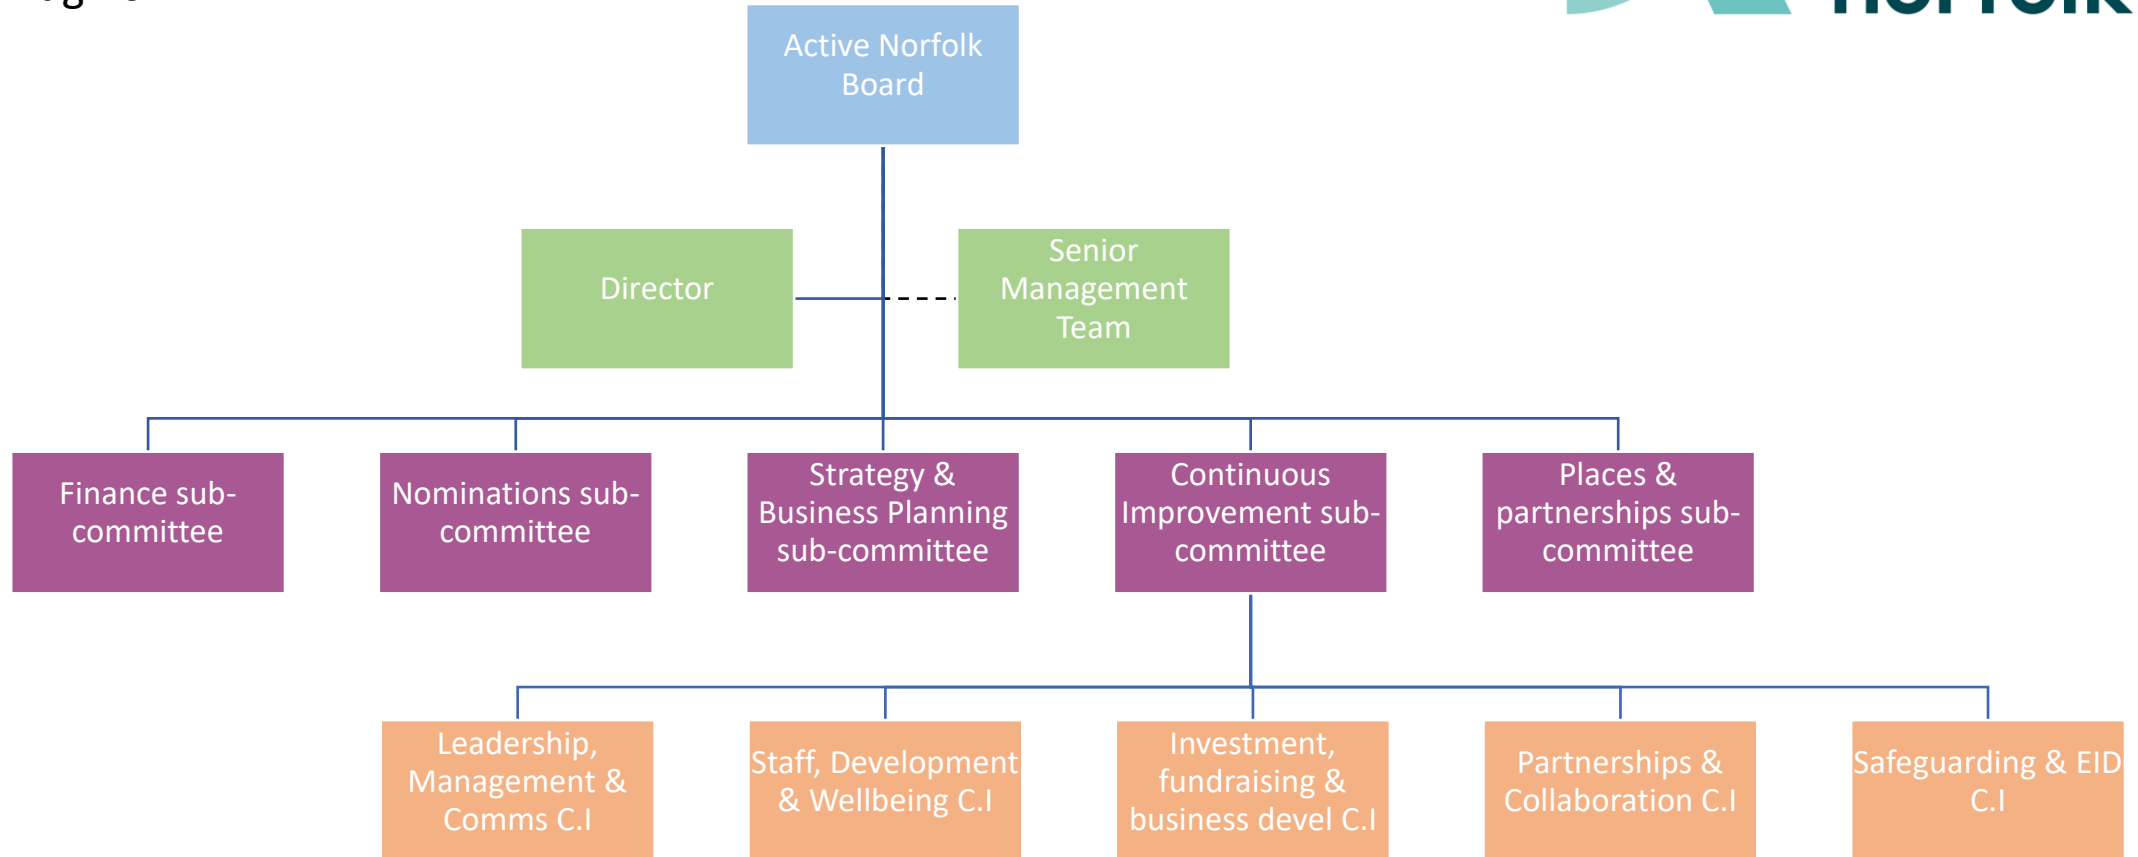 Active Norfolk
Board
Director
Senior
Management
Team
Finance sub-
committee
Nominations sub-
committee
Strategy &
Business Planning
sub-committee
Continuous
Improvement sub-
committee
Places &
partnerships sub-
committee
Leadership,
Management &
Comms C.I
Staff, Development
& Wellbeing C.I
Investment,
fundraising &
business devel C.I
Partnerships &
Collaboration C.I
Safeguarding & EID
C.I